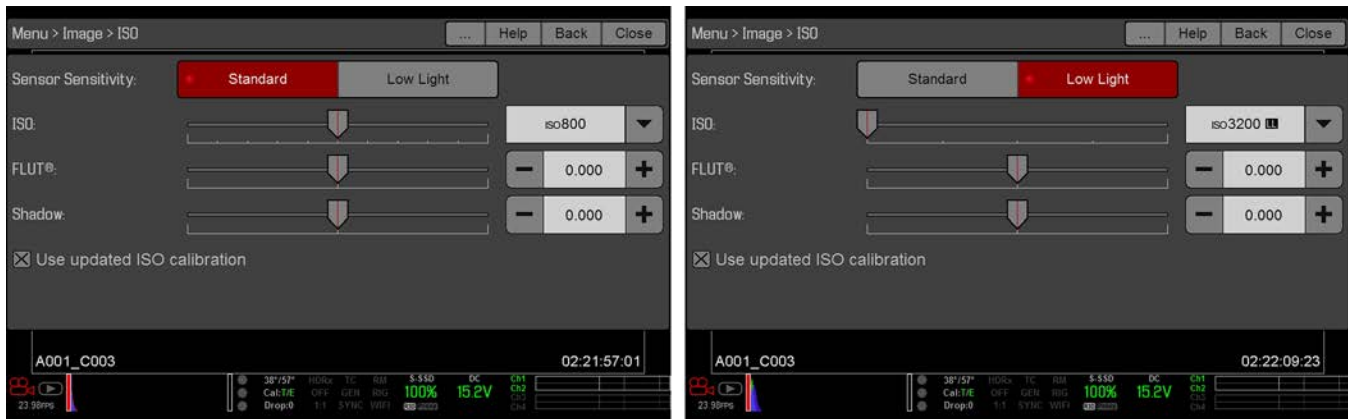 Menu > Image > ISO ... Help Back Close
Sensor Sensitivity: Standard Low Light
ISO: ISO800
FLUT®: 0.000
Shadow: 0.000
Use updated ISO calibration
A001_C003 02:21:57:01
38°/57° HDRx TC RM S-SSD DC Ch1
Cal:T/E OFF GEN RIG 100% 15.2V Ch2
Ch3
23.98FPS Drop:0 1:1 SYNC WIFI Ch4
Menu > Image > ISO ... Help Back Close
Sensor Sensitivity: Standard Low Light
ISO: ISO3200 LL
FLUT®: 0.000
Shadow: 0.000
Use updated ISO calibration
A001_C003 02:22:09:23
38°/57° HDRx TC RM S-SSD DC Ch1
Cal:T/E OFF GEN RIG 100% 15.2V Ch2
Ch3
23.98FPS Drop:0 1:1 SYNC WIFI Ch4